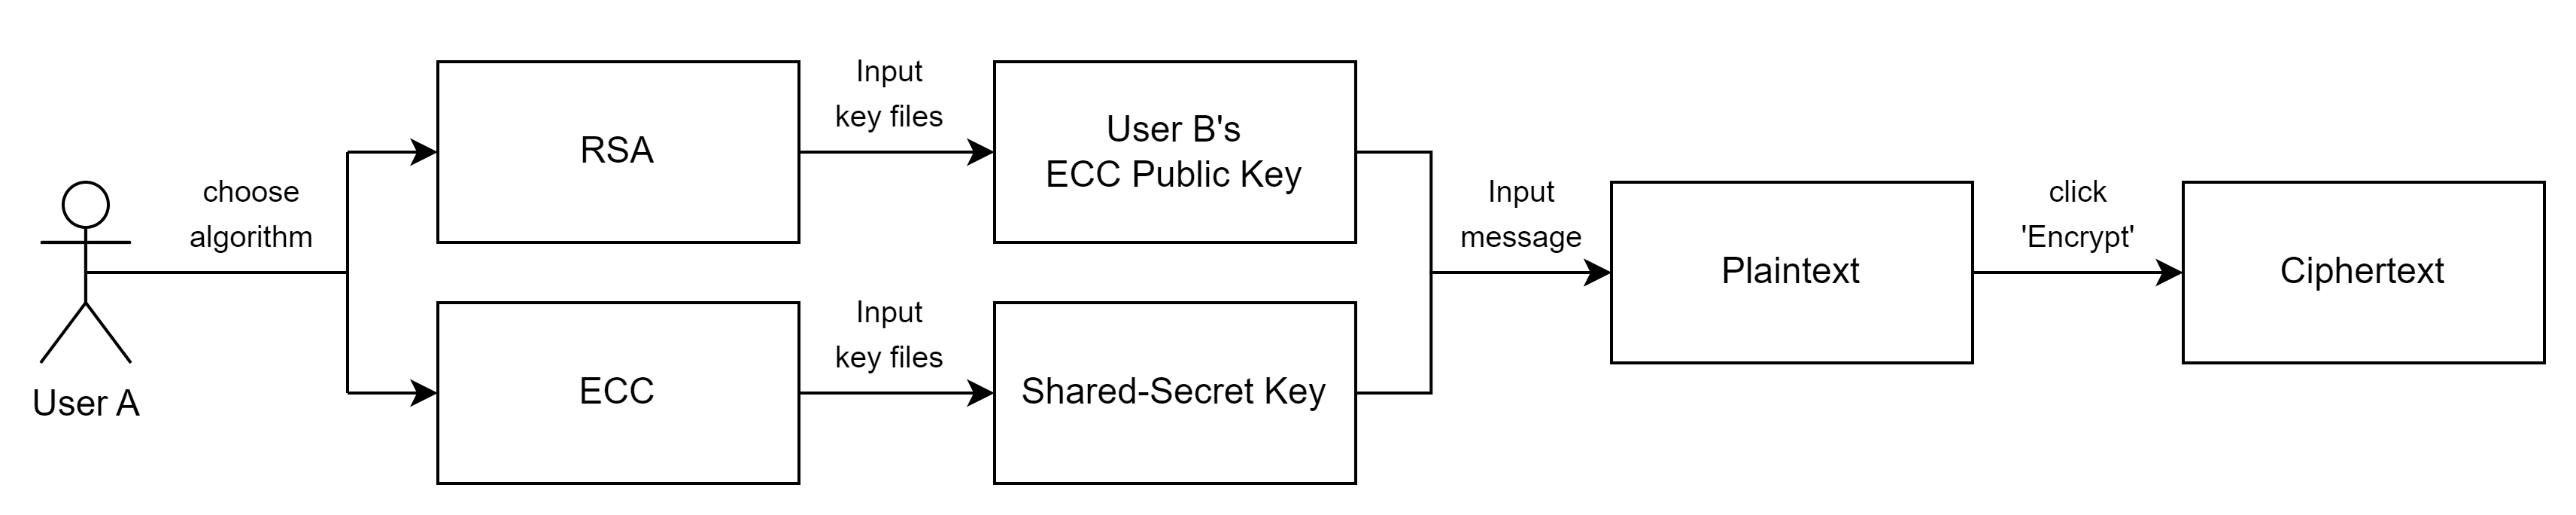 User A
choose
algorithm
RSA
Input
key files
User B's
ECC Public Key
ECC
Input
key files
Shared-Secret Key
Input
message
Plaintext
click
'Encrypt'
Ciphertext